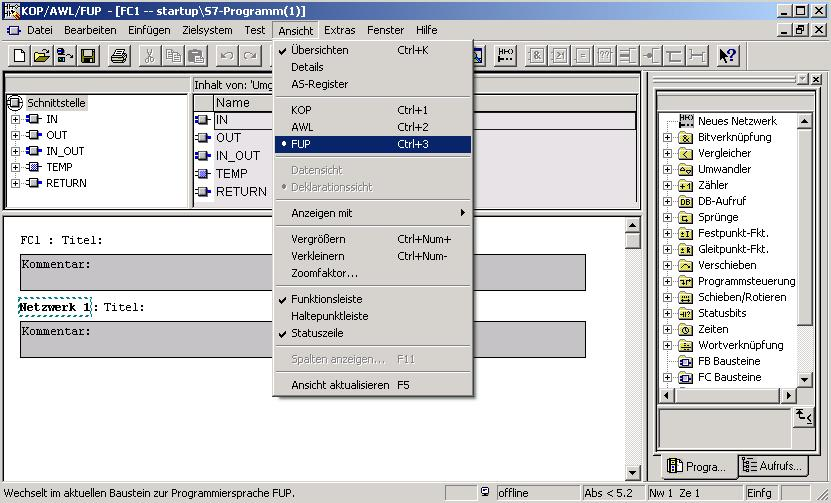 KOP/AWL/FUP - [FC1 -- startup\S7-Programm(1)]
Datei Bearbeiten Einfügen Zielsystem Test Ansicht Extras Fenster Hilfe
Übersichten Ctrl+K
Details
AS-Register
KOP Ctrl+1
AWL Ctrl+2
FUP Ctrl+3
Datensicht
Deklarationssicht
Anzeigen mit
Vergrößern Ctrl+Num+
Verkleinern Ctrl+Num-
Zoomfaktor...
Funktionsleiste
Haltepunktleiste
Statuszeile
Spalten anzeigen... F11
Ansicht aktualisieren F5
Schnittstelle
IN
OUT
IN_OUT
TEMP
RETURN
Inhalt von: 'Umg
Name
IN
OUT
IN_OUT
TEMP
RETURN
FC1 : Titel:
Kommentar:
Netzwerk 1: Titel:
Kommentar:
Neues Netzwerk
Bitverknüpfung
Vergleicher
Umwandler
Zähler
DB-Aufruf
Sprünge
Festpunkt-Fkt.
Gleitpunkt-Fkt.
Verschieben
Programmsteuerung
Schieben/Rotieren
Statusbits
Zeiten
Wortverknüpfung
FB Bausteine
FC Bausteine
Progra... Aufrufs...
Wechselt im aktuellen Baustein zur Programmiersprache FUP. offline Abs < 5.2 Nw 1 Ze 1 Einfg